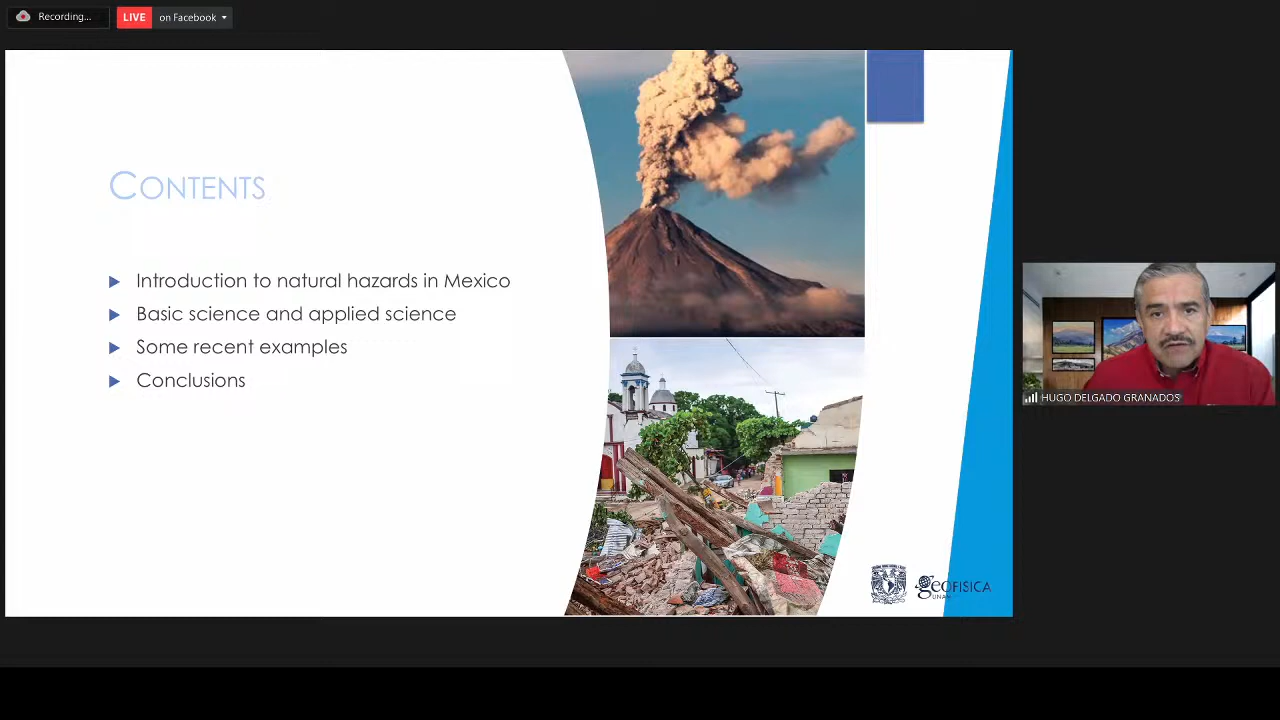 Recording...
LIVE
on Facebook
CONTENTS
Introduction to natural hazards in Mexico
Basic science and applied science
Some recent examples
Conclusions
GEOFISICA
UNAM
HUGO DELGADO GRANADOS